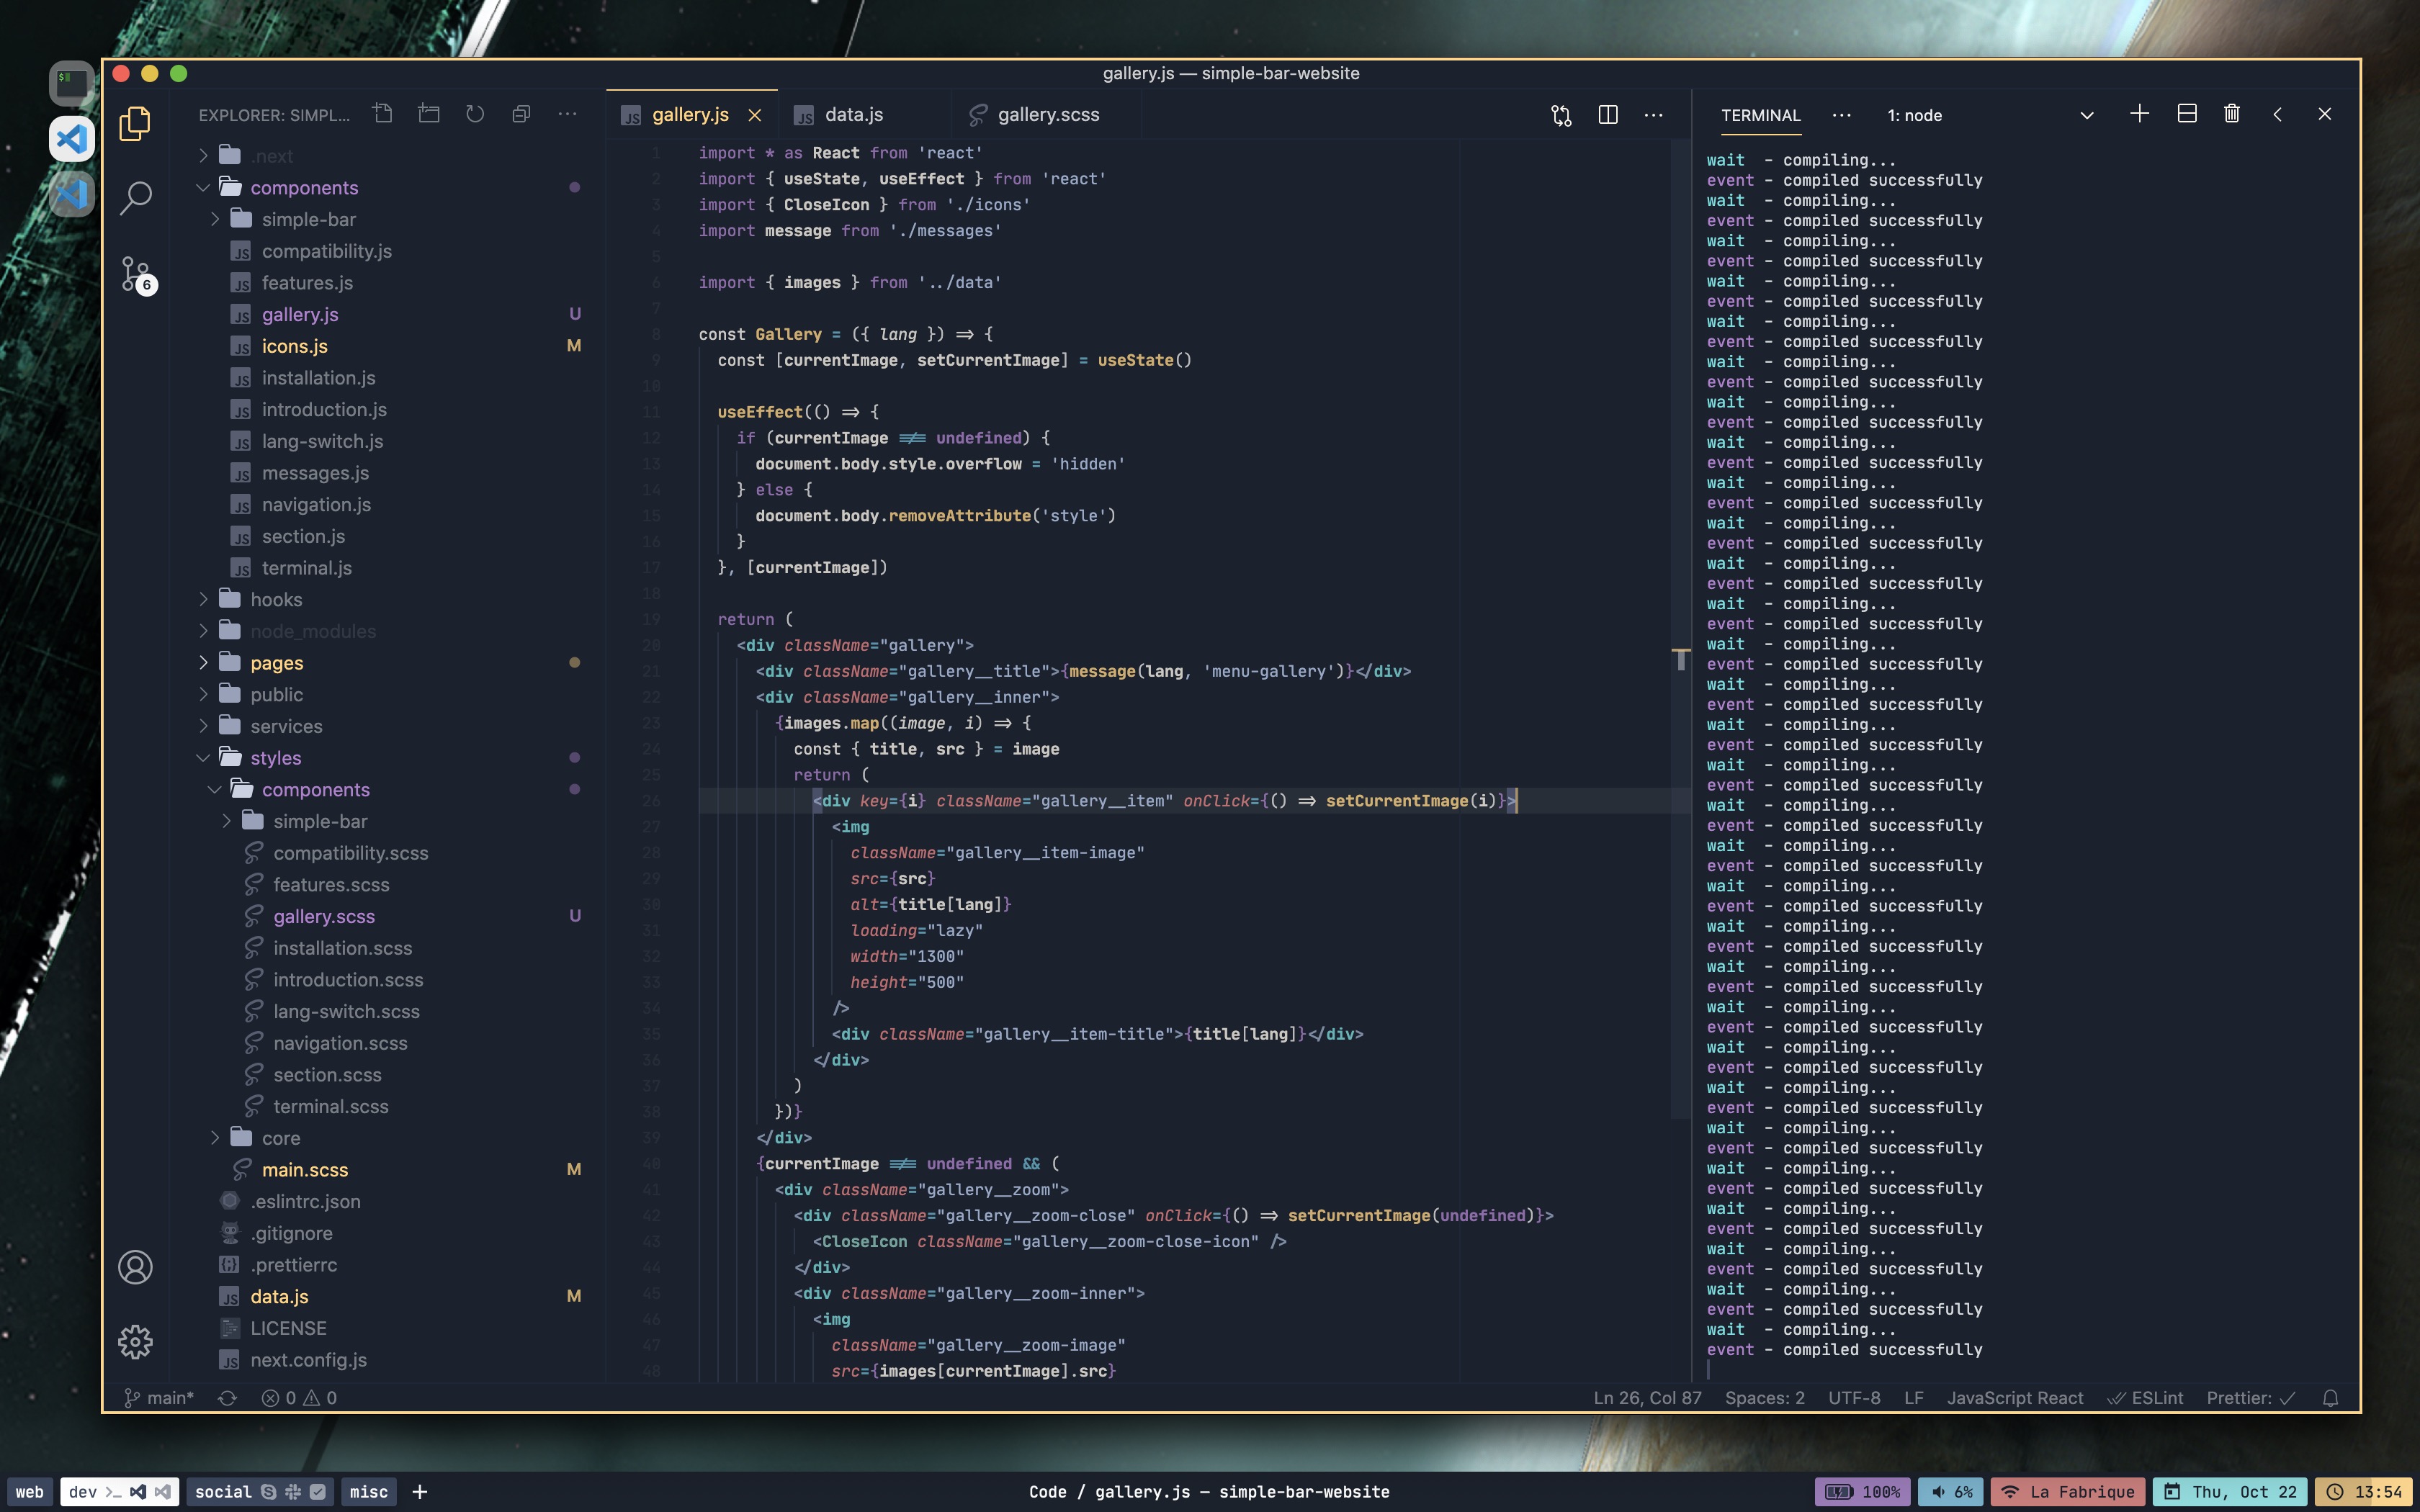 gallery.js — simple-bar-website
EXPLORER: SIMPL...
.next
components
simple-bar
compatibility.js
features.js
gallery.js U
icons.js M
installation.js
introduction.js
lang-switch.js
messages.js
navigation.js
section.js
terminal.js
hooks
node_modules
pages
public
services
styles
components
simple-bar
compatibility.scss
features.scss
gallery.scss U
installation.scss
introduction.scss
lang-switch.scss
navigation.scss
section.scss
terminal.scss
core
main.scss M
.eslintrc.json
.gitignore
.prettierrc
data.js M
LICENSE
next.config.js
6
gallery.js data.js gallery.scss
1 import * as React from 'react'
2 import { useState, useEffect } from 'react'
3 import { CloseIcon } from './icons'
4 import message from './messages'
5
6 import { images } from '../data'
7
8 const Gallery = ({ lang }) => {
9 const [currentImage, setCurrentImage] = useState()
10
11 useEffect(() => {
12 if (currentImage !== undefined) {
13 document.body.style.overflow = 'hidden'
14 } else {
15 document.body.removeAttribute('style')
16 }
17 }, [currentImage])
18
19 return (
20 <div className="gallery">
21 <div className="gallery__title">{message(lang, 'menu-gallery')}</div>
22 <div className="gallery__inner">
23 {images.map((image, i) => {
24 const { title, src } = image
25 return (
26 <div key={i} className="gallery__item" onClick={() => setCurrentImage(i)}>
27 <img
28 className="gallery__item-image"
29 src={src}
30 alt={title[lang]}
31 loading="lazy"
32 width="1300"
33 height="500"
34 />
35 <div className="gallery__item-title">{title[lang]}</div>
36 </div>
37 )
38 })}
39 </div>
40 {currentImage !== undefined && (
41 <div className="gallery__zoom">
42 <div className="gallery__zoom-close" onClick={() => setCurrentImage(undefined)}>
43 <CloseIcon className="gallery__zoom-close-icon" />
44 </div>
45 <div className="gallery__zoom-inner">
46 <img
47 className="gallery__zoom-image"
48 src={images[currentImage].src}
TERMINAL ... 1: node
wait - compiling...
event - compiled successfully
wait - compiling...
event - compiled successfully
wait - compiling...
event - compiled successfully
wait - compiling...
event - compiled successfully
wait - compiling...
event - compiled successfully
wait - compiling...
event - compiled successfully
wait - compiling...
event - compiled successfully
wait - compiling...
event - compiled successfully
wait - compiling...
event - compiled successfully
wait - compiling...
event - compiled successfully
wait - compiling...
event - compiled successfully
wait - compiling...
event - compiled successfully
wait - compiling...
event - compiled successfully
wait - compiling...
event - compiled successfully
wait - compiling...
event - compiled successfully
wait - compiling...
event - compiled successfully
wait - compiling...
event - compiled successfully
wait - compiling...
event - compiled successfully
wait - compiling...
event - compiled successfully
wait - compiling...
event - compiled successfully
wait - compiling...
event - compiled successfully
wait - compiling...
event - compiled successfully
wait - compiling...
event - compiled successfully
wait - compiling...
event - compiled successfully
wait - compiling...
event - compiled successfully
wait - compiling...
event - compiled successfully
wait - compiling...
event - compiled successfully
wait - compiling...
event - compiled successfully
wait - compiling...
event - compiled successfully
wait - compiling...
event - compiled successfully
main* 0 0 Ln 26, Col 87 Spaces: 2 UTF-8 LF JavaScript React ESLint Prettier:
web dev social misc + Code / gallery.js — simple-bar-website 100% 6% La Fabrique Thu, Oct 22 13:54